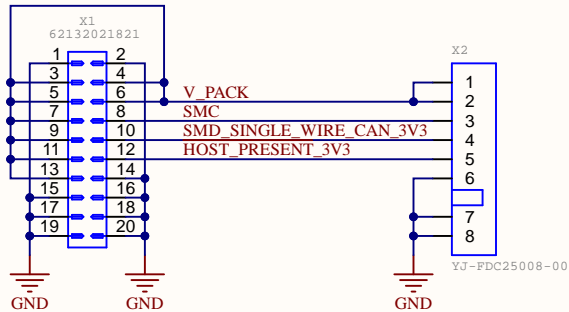 X1
62132021821
1 2
3 4
5 6
7 8
9 10
11 12
13 14
15 16
17 18
19 20
V_PACK
SMC
SMD_SINGLE_WIRE_CAN_3V3
HOST_PRESENT_3V3
X2
1
2
3
4
5
6
7
8
YJ-FDC25008-00
GND
GND
GND